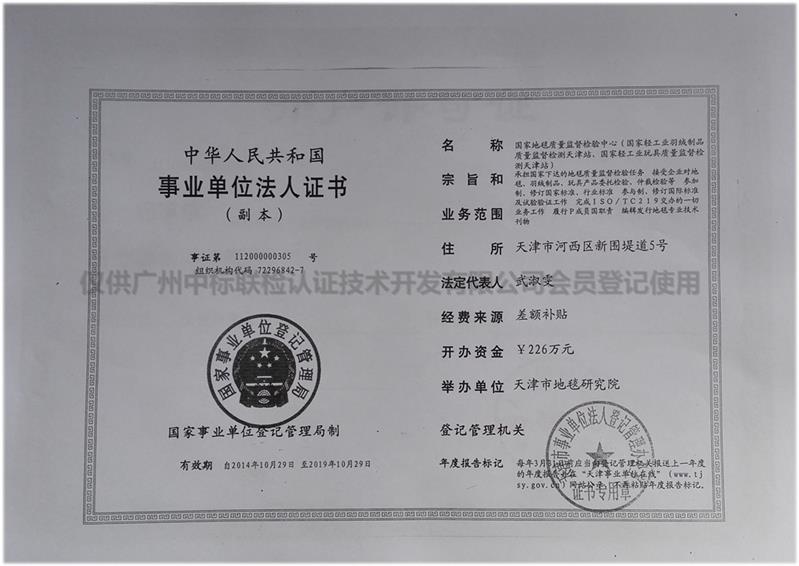 中华人民共和国
事业单位法人证书
（副本）
事证第 112000000305 号
组织机构代码 72296842-7
国家事业单位登记管理局
国家事业单位登记管理局制
有效期 自2014年10月29日 至2019年10月29日
名称 国家地毯质量监督检验中心（国家轻工业羽绒制品
质量监督检测天津站、国家轻工业玩具质量监督检
测天津站）
宗旨和
业务范围
承担国家下达的地毯质量监督检验任务 接受企业对地
毯、羽绒制品、玩具产品委托检验、仲裁检验等 参加
制、修订国家标准、行业标准 参与制、修订国际标准
及试验验证工作 完成ISO/TC219交办的一切
业务工作 履行P成员国职责 编辑发行地毯专业技术
刊物
住所 天津市河西区新围堤道5号
法定代表人 武淑雯
经费来源 差额补贴
开办资金 ￥226万元
举办单位 天津市地毯研究院
登记管理机关
年度报告标记 每年3月31日前应当向登记管理机关报送上一年度
的年度报告并在“天津事业单位在线”（www.tj
sy.gov.cn）网站公示，不再粘贴年度报告标记。
证书专用章
仅供广州中标联检认证技术开发有限公司会员登记使用